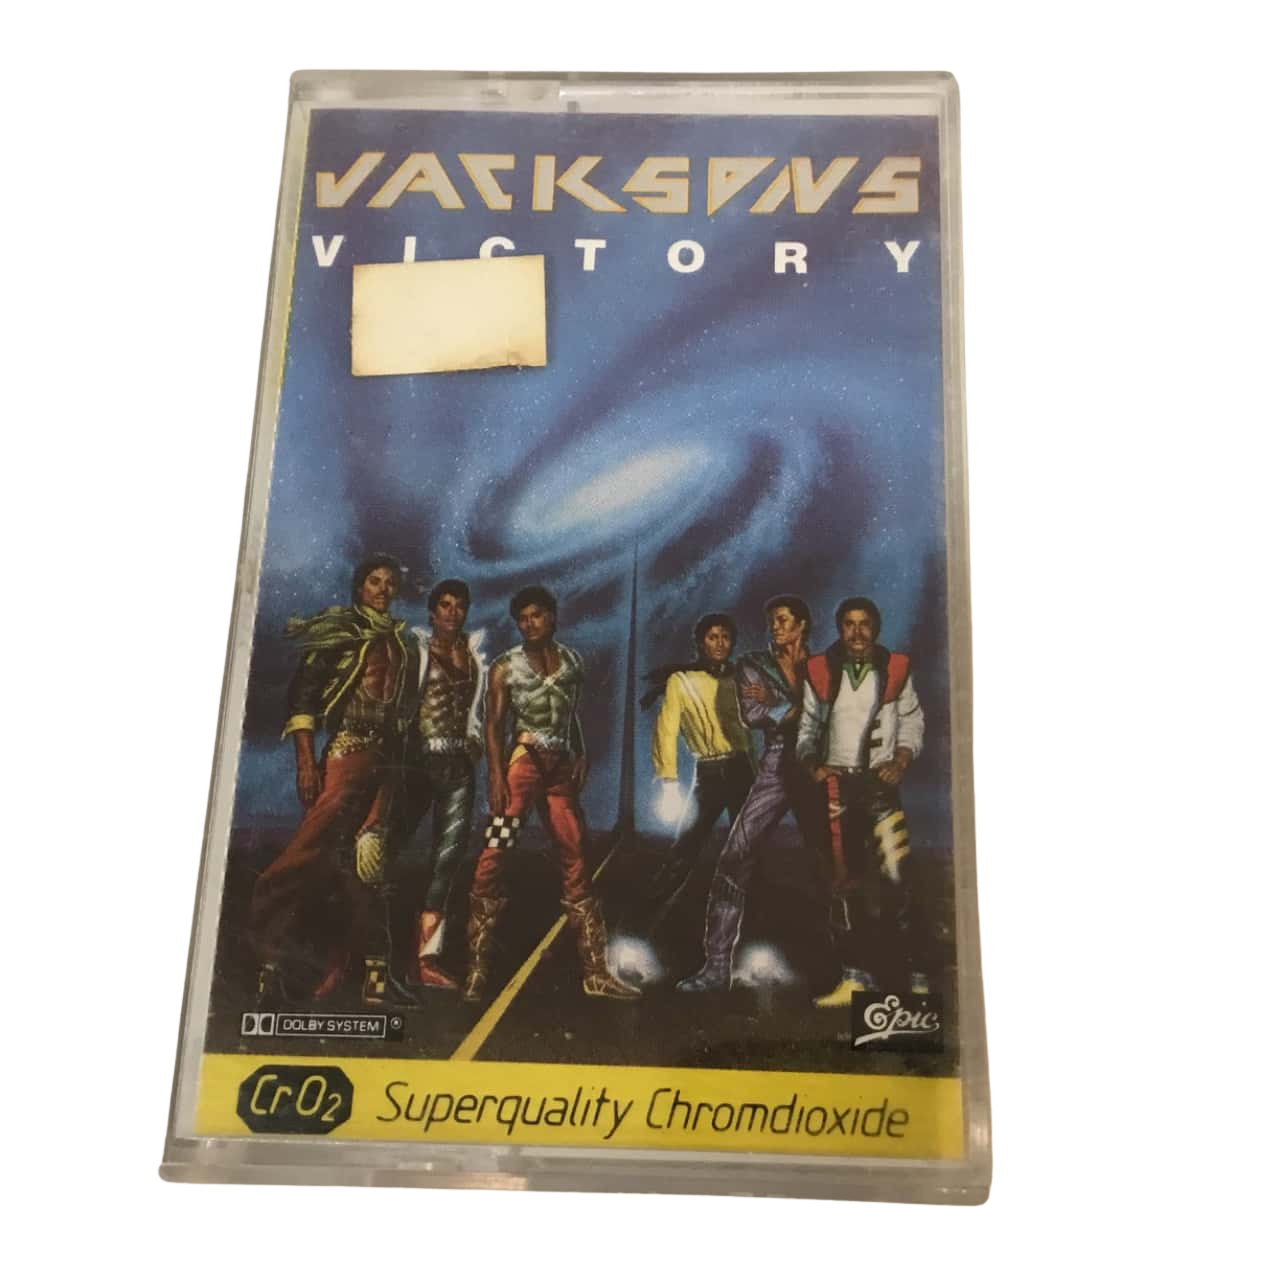 JACKSONS
VICTORY
DOLBY SYSTEM ®
Epic
CrO2 Superquality Chromdioxide